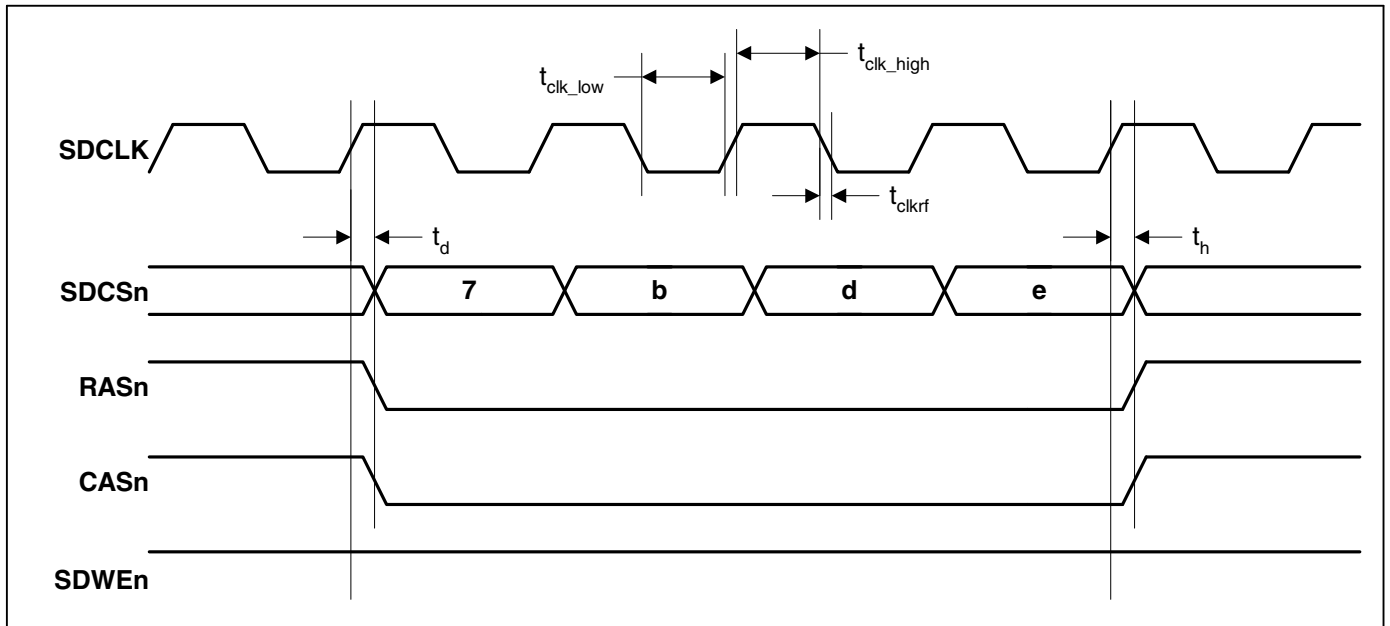 t_clk_low
t_clk_high
SDCLK
t_clkrf
t_d
t_h
SDCSn
7 b d e
RASn
CASn
SDWEn